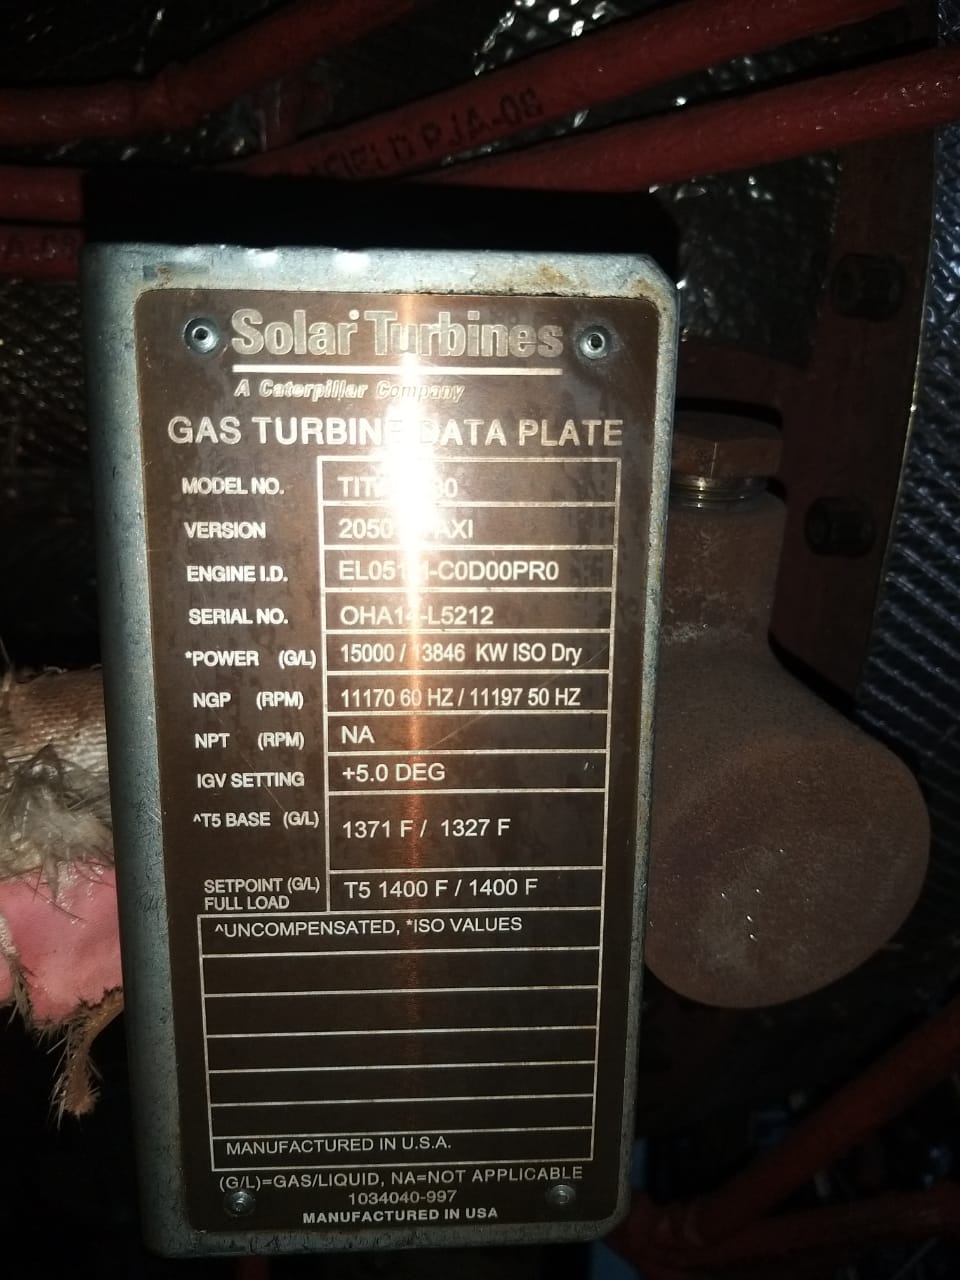 Solar Turbines
A Caterpillar Company
GAS TURBINE DATA PLATE
MODEL NO.
VERSION
ENGINE I.D.
SERIAL NO. OHA14-L5212
*POWER (G/L) 15000 / 13846 KW ISO Dry
NGP (RPM) 11170 60 HZ / 11197 50 HZ
NPT (RPM) NA
IGV SETTING +5.0 DEG
^T5 BASE (G/L) 1371 F / 1327 F
SETPOINT (G/L) T5 1400 F / 1400 F
FULL LOAD
^UNCOMPENSATED, *ISO VALUES
MANUFACTURED IN U.S.A.
(G/L)=GAS/LIQUID, NA=NOT APPLICABLE
1034040-997
MANUFACTURED IN USA